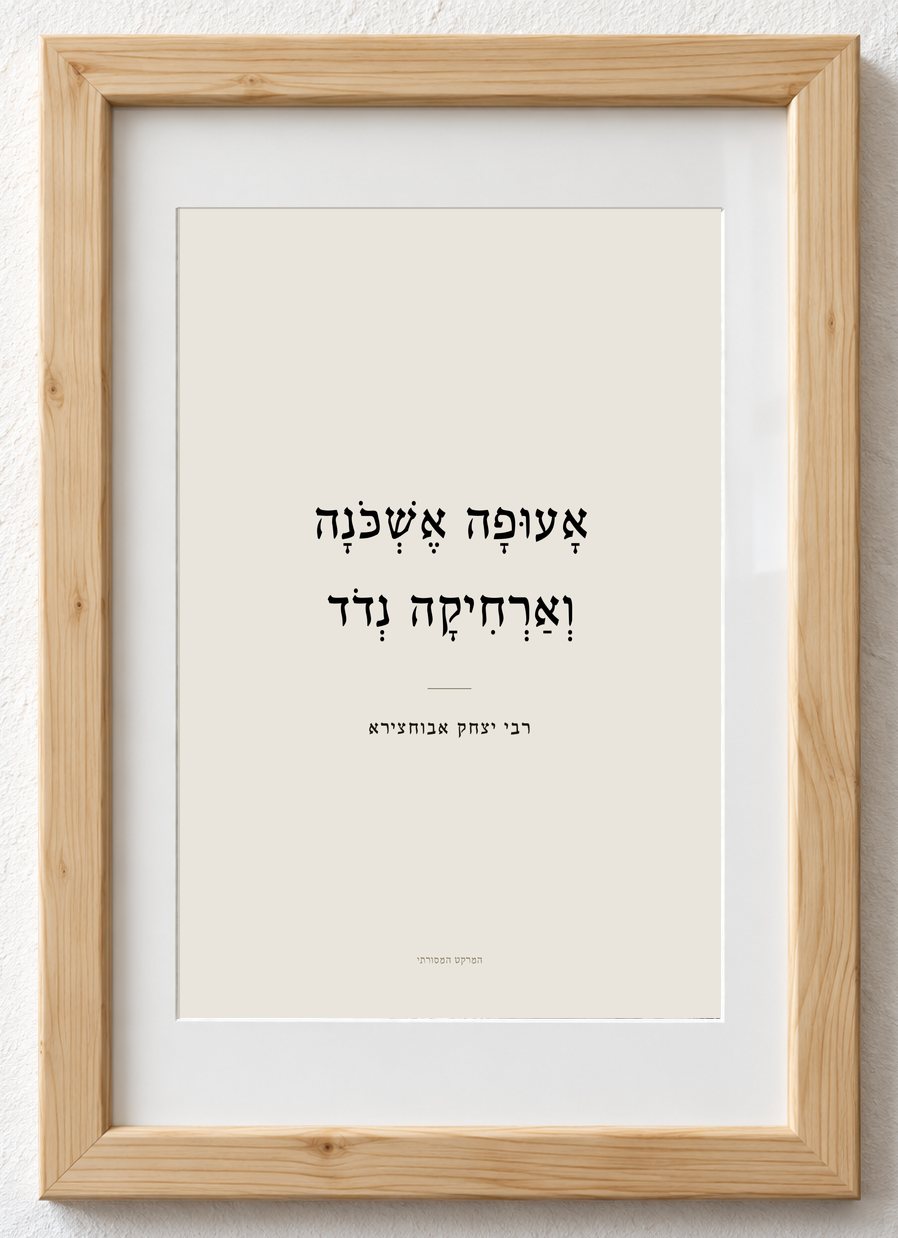 אָעוּפָה אֶשְׁכֹּנָה
וְאַרְחִיקָה נְדֹד
רבי יצחק אבוחצירא
המרקט המסורתי